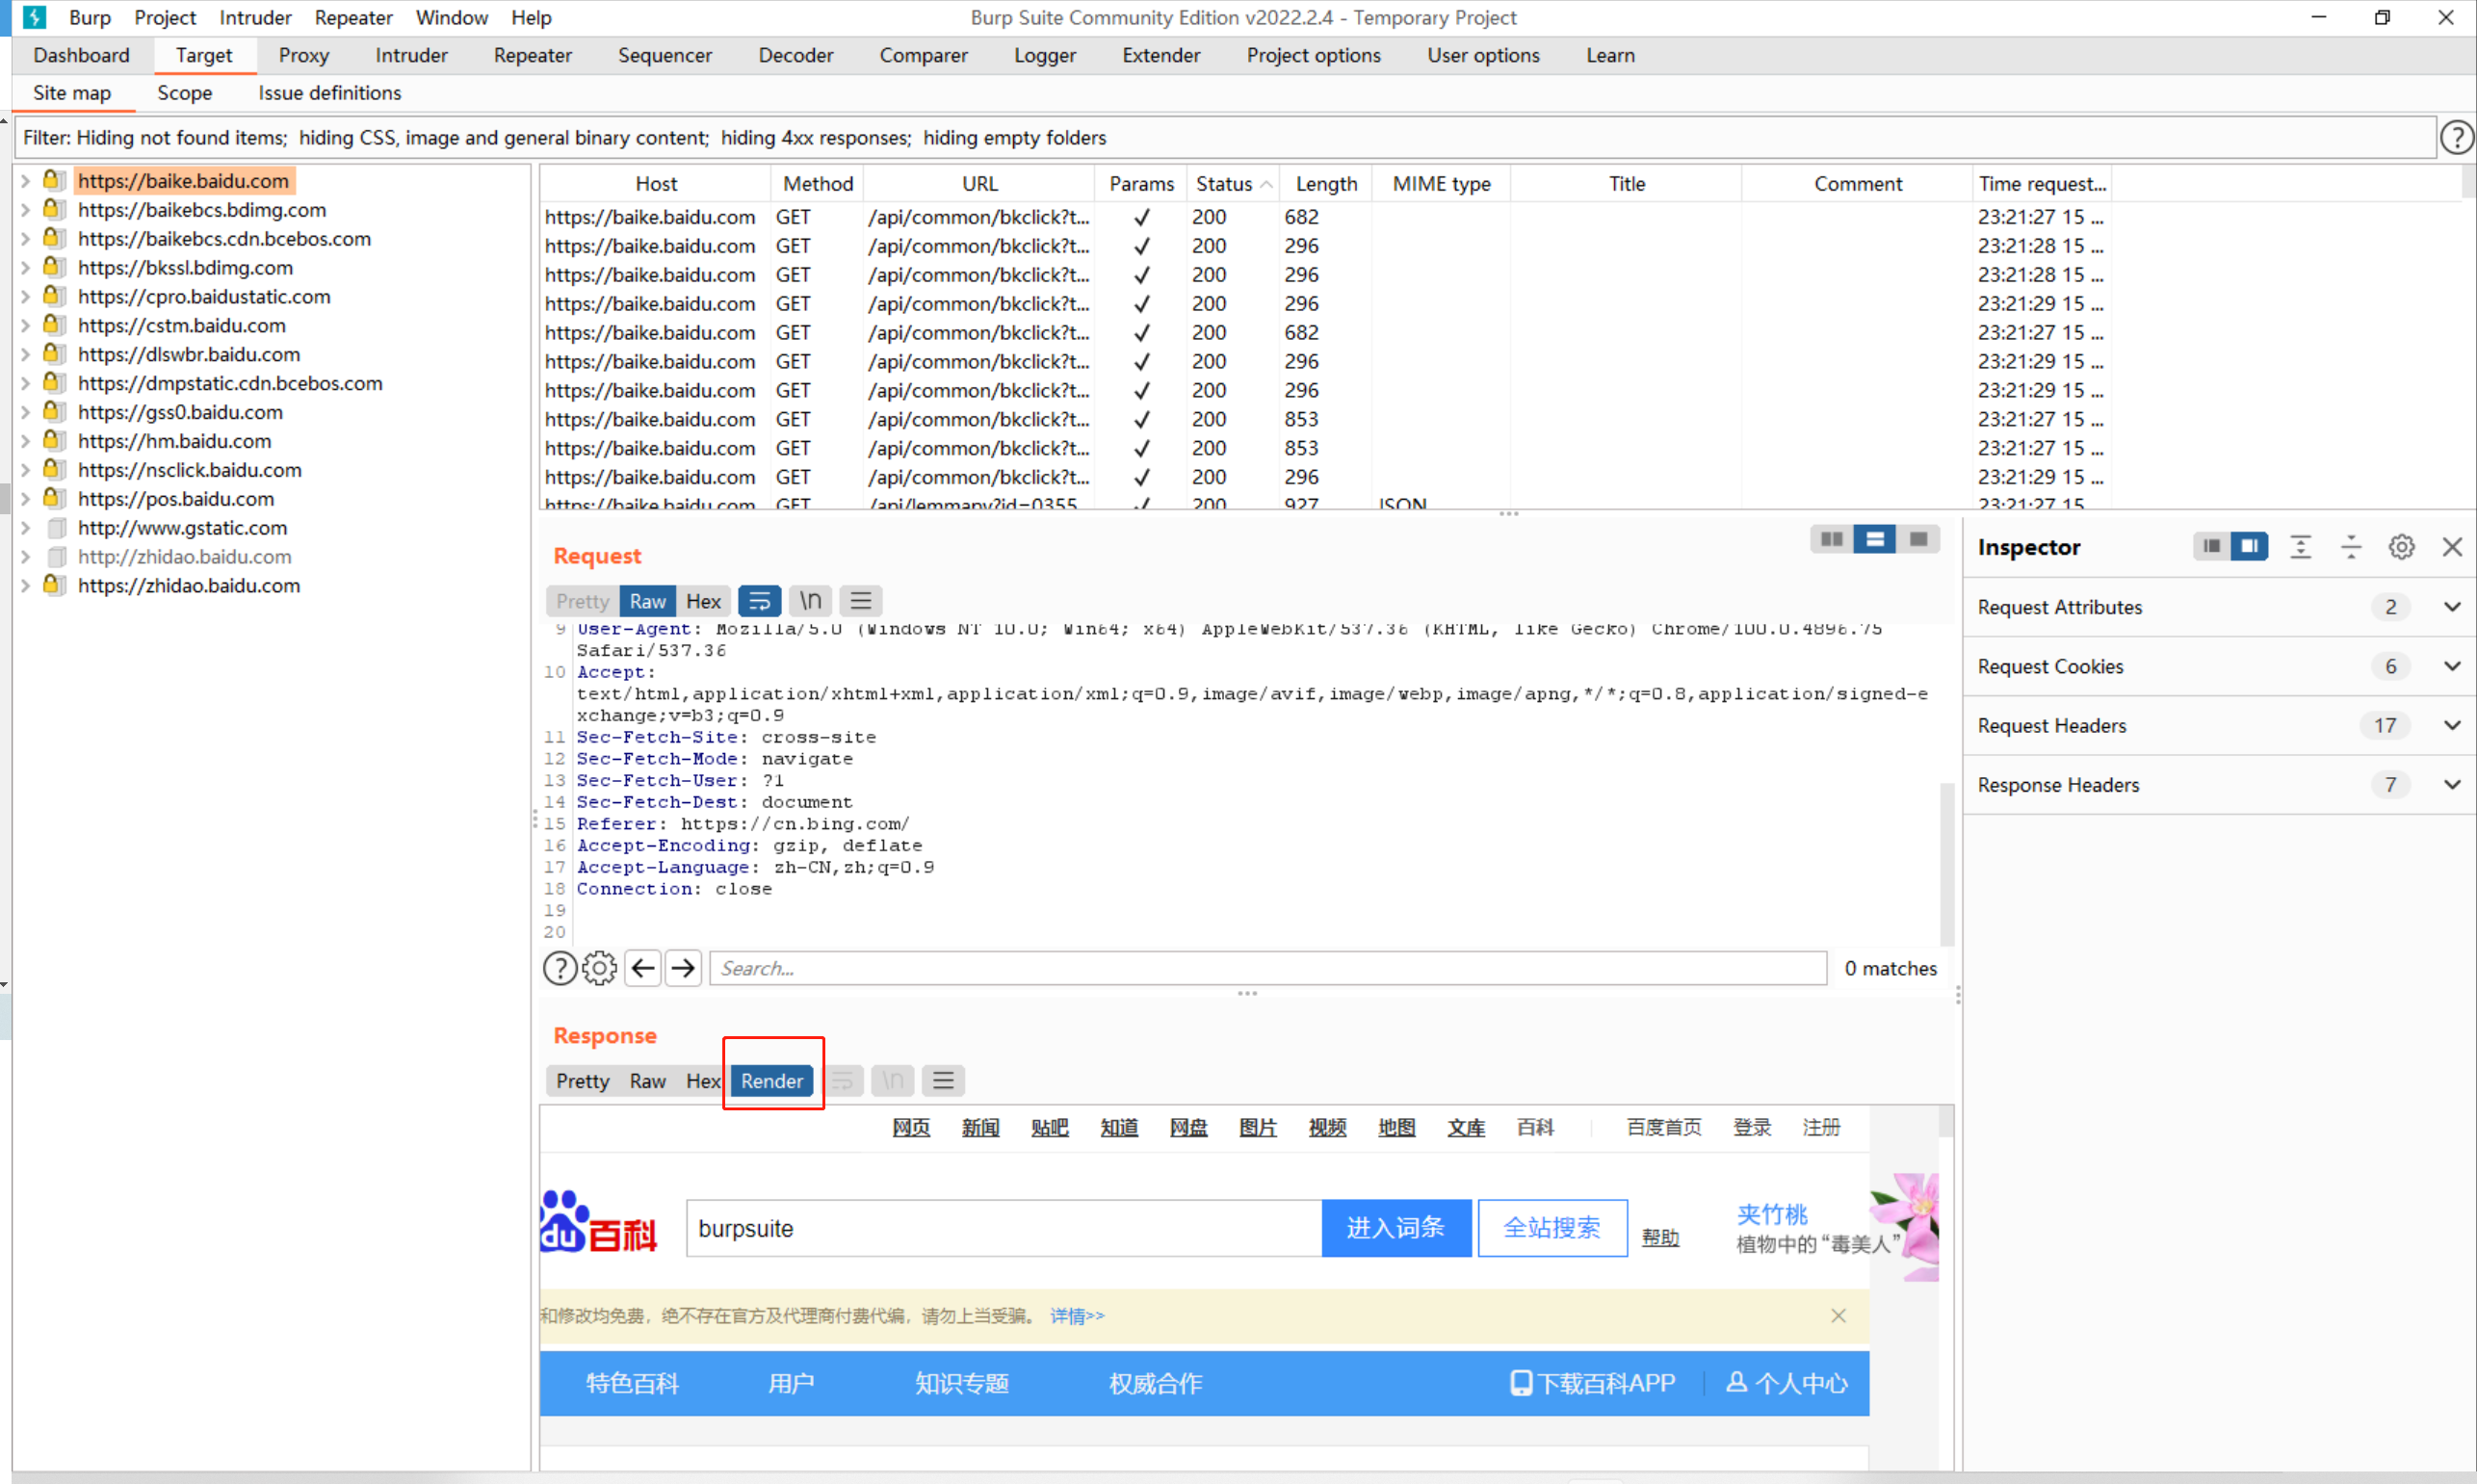 Burp Project Intruder Repeater Window Help Burp Suite Community Edition v2022.2.4 - Temporary Project
Dashboard Target Proxy Intruder Repeater Sequencer Decoder Comparer Logger Extender Project options User options Learn
Site map Scope Issue definitions
Filter: Hiding not found items; hiding CSS, image and general binary content; hiding 4xx responses; hiding empty folders
https://baike.baidu.com
https://baikebcs.bdimg.com
https://baikebcs.cdn.bcebos.com
https://bkssl.bdimg.com
https://cpro.baidustatic.com
https://cstm.baidu.com
https://dlswbr.baidu.com
https://dmpstatic.cdn.bcebos.com
https://gss0.baidu.com
https://hm.baidu.com
https://nsclick.baidu.com
https://pos.baidu.com
http://www.gstatic.com
http://zhidao.baidu.com
https://zhidao.baidu.com
Host Method URL Params Status Length MIME type Title Comment Time request...
https://baike.baidu.com GET /api/common/bkclick?t... ✓ 200 682 23:21:27 15 ...
https://baike.baidu.com GET /api/common/bkclick?t... ✓ 200 296 23:21:28 15 ...
https://baike.baidu.com GET /api/common/bkclick?t... ✓ 200 296 23:21:28 15 ...
https://baike.baidu.com GET /api/common/bkclick?t... ✓ 200 296 23:21:29 15 ...
https://baike.baidu.com GET /api/common/bkclick?t... ✓ 200 682 23:21:27 15 ...
https://baike.baidu.com GET /api/common/bkclick?t... ✓ 200 296 23:21:29 15 ...
https://baike.baidu.com GET /api/common/bkclick?t... ✓ 200 296 23:21:29 15 ...
https://baike.baidu.com GET /api/common/bkclick?t... ✓ 200 853 23:21:27 15 ...
https://baike.baidu.com GET /api/common/bkclick?t... ✓ 200 853 23:21:27 15 ...
https://baike.baidu.com GET /api/common/bkclick?t... ✓ 200 296 23:21:29 15 ...
https://baike.baidu.com GET /api/lemmapv?id=0355 ✓ 200 927 JSON 23:21:27 15
Request
Pretty Raw Hex \n
9 User-Agent: Mozilla/5.0 (Windows NT 10.0; Win64; x64) AppleWebKit/537.36 (KHTML, like Gecko) Chrome/100.0.4896.75
Safari/537.36
10 Accept:
text/html,application/xhtml+xml,application/xml;q=0.9,image/avif,image/webp,image/apng,*/*;q=0.8,application/signed-e
xchange;v=b3;q=0.9
11 Sec-Fetch-Site: cross-site
12 Sec-Fetch-Mode: navigate
13 Sec-Fetch-User: ?1
14 Sec-Fetch-Dest: document
15 Referer: https://cn.bing.com/
16 Accept-Encoding: gzip, deflate
17 Accept-Language: zh-CN,zh;q=0.9
18 Connection: close
19
20
Search... 0 matches
Inspector
Request Attributes 2
Request Cookies 6
Request Headers 17
Response Headers 7
Response
Pretty Raw Hex Render \n
网页 新闻 贴吧 知道 网盘 图片 视频 地图 文库 百科 百度首页 登录 注册
du百科 burpsuite 进入词条 全站搜索 帮助
夹竹桃
植物中的“毒美人”
和修改均免费，绝不存在官方及代理商付费代编，请勿上当受骗。 详情>>
特色百科 用户 知识专题 权威合作 下载百科APP 个人中心